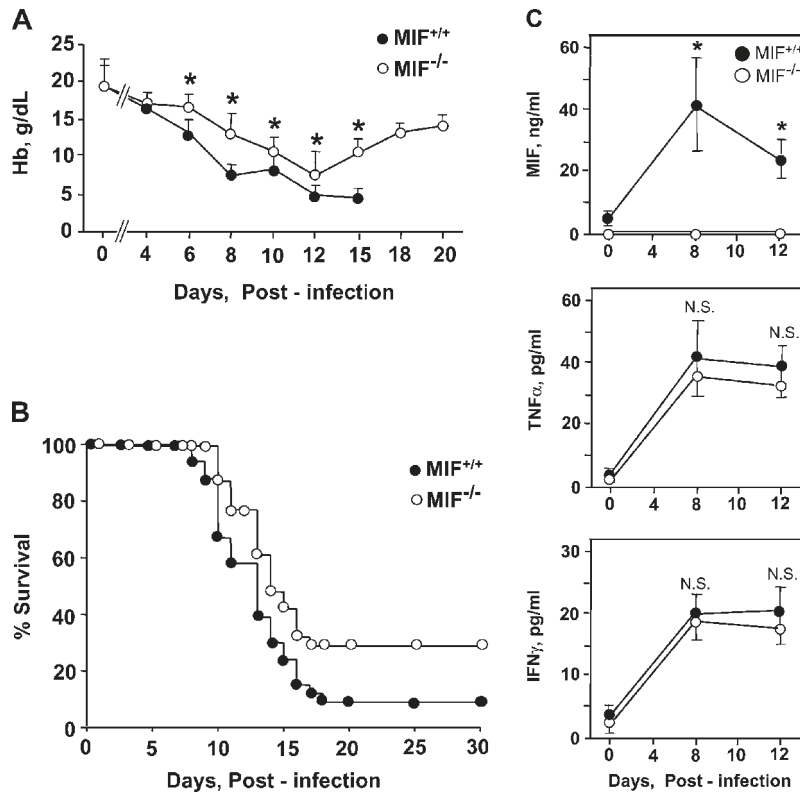 A
25
20
15
10
5
0
Hb, g/dL
MIF+/+
MIF-/-
* * * * *
// //
0 4 6 8 10 12 15 18 20
Days, Post - infection
B
100
80
60
40
20
0
% Survival
MIF+/+
MIF-/-
0 5 10 15 20 25 30
Days, Post - infection
C
60
40
20
0
MIF, ng/ml
MIF+/+
MIF-/-
* *
0 4 8 10 12
60
40
20
0
TNFα, pg/ml
N.S. N.S.
0 4 8 10 12
30
20
10
0
IFNγ, pg/ml
N.S. N.S.
0 4 8 10 12
Days, Post - infection